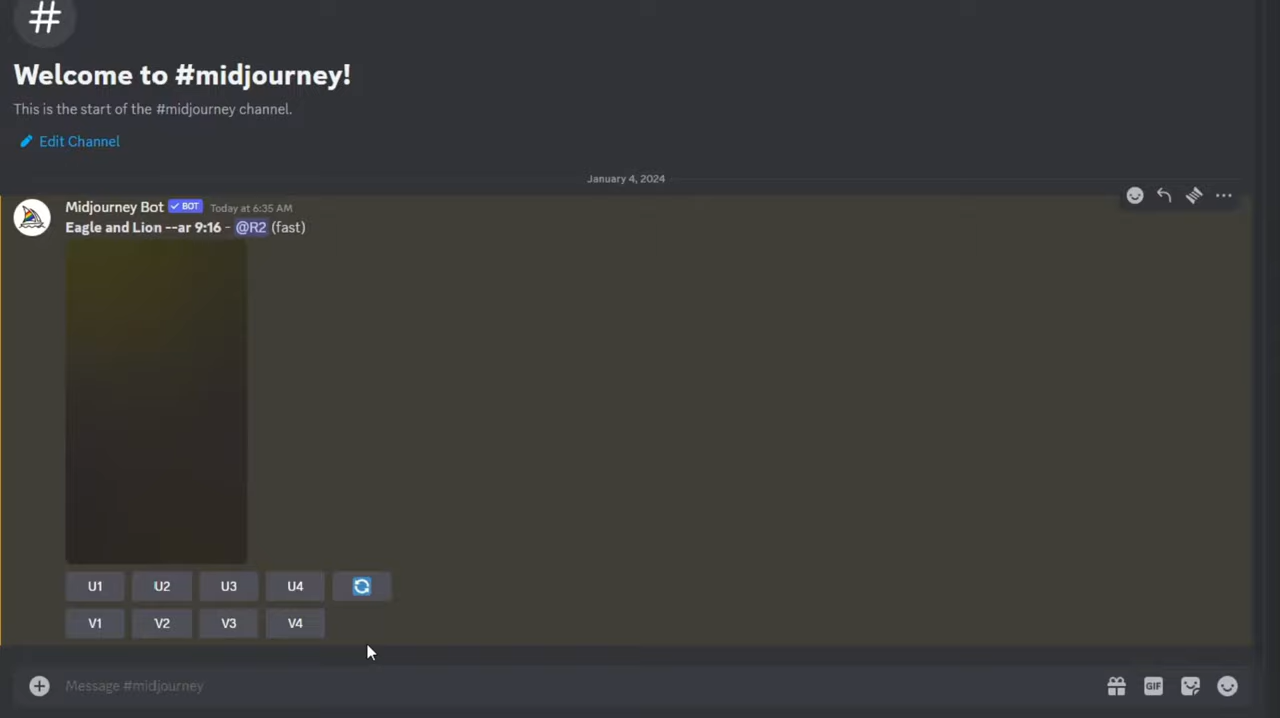 #
Welcome to #midjourney!
This is the start of the #midjourney channel.
Edit Channel
January 4, 2024
Midjourney Bot ✓ BOT Today at 6:35 AM
Eagle and Lion --ar 9:16 - @R2 (fast)
U1 U2 U3 U4
V1 V2 V3 V4
Message #midjourney GIF